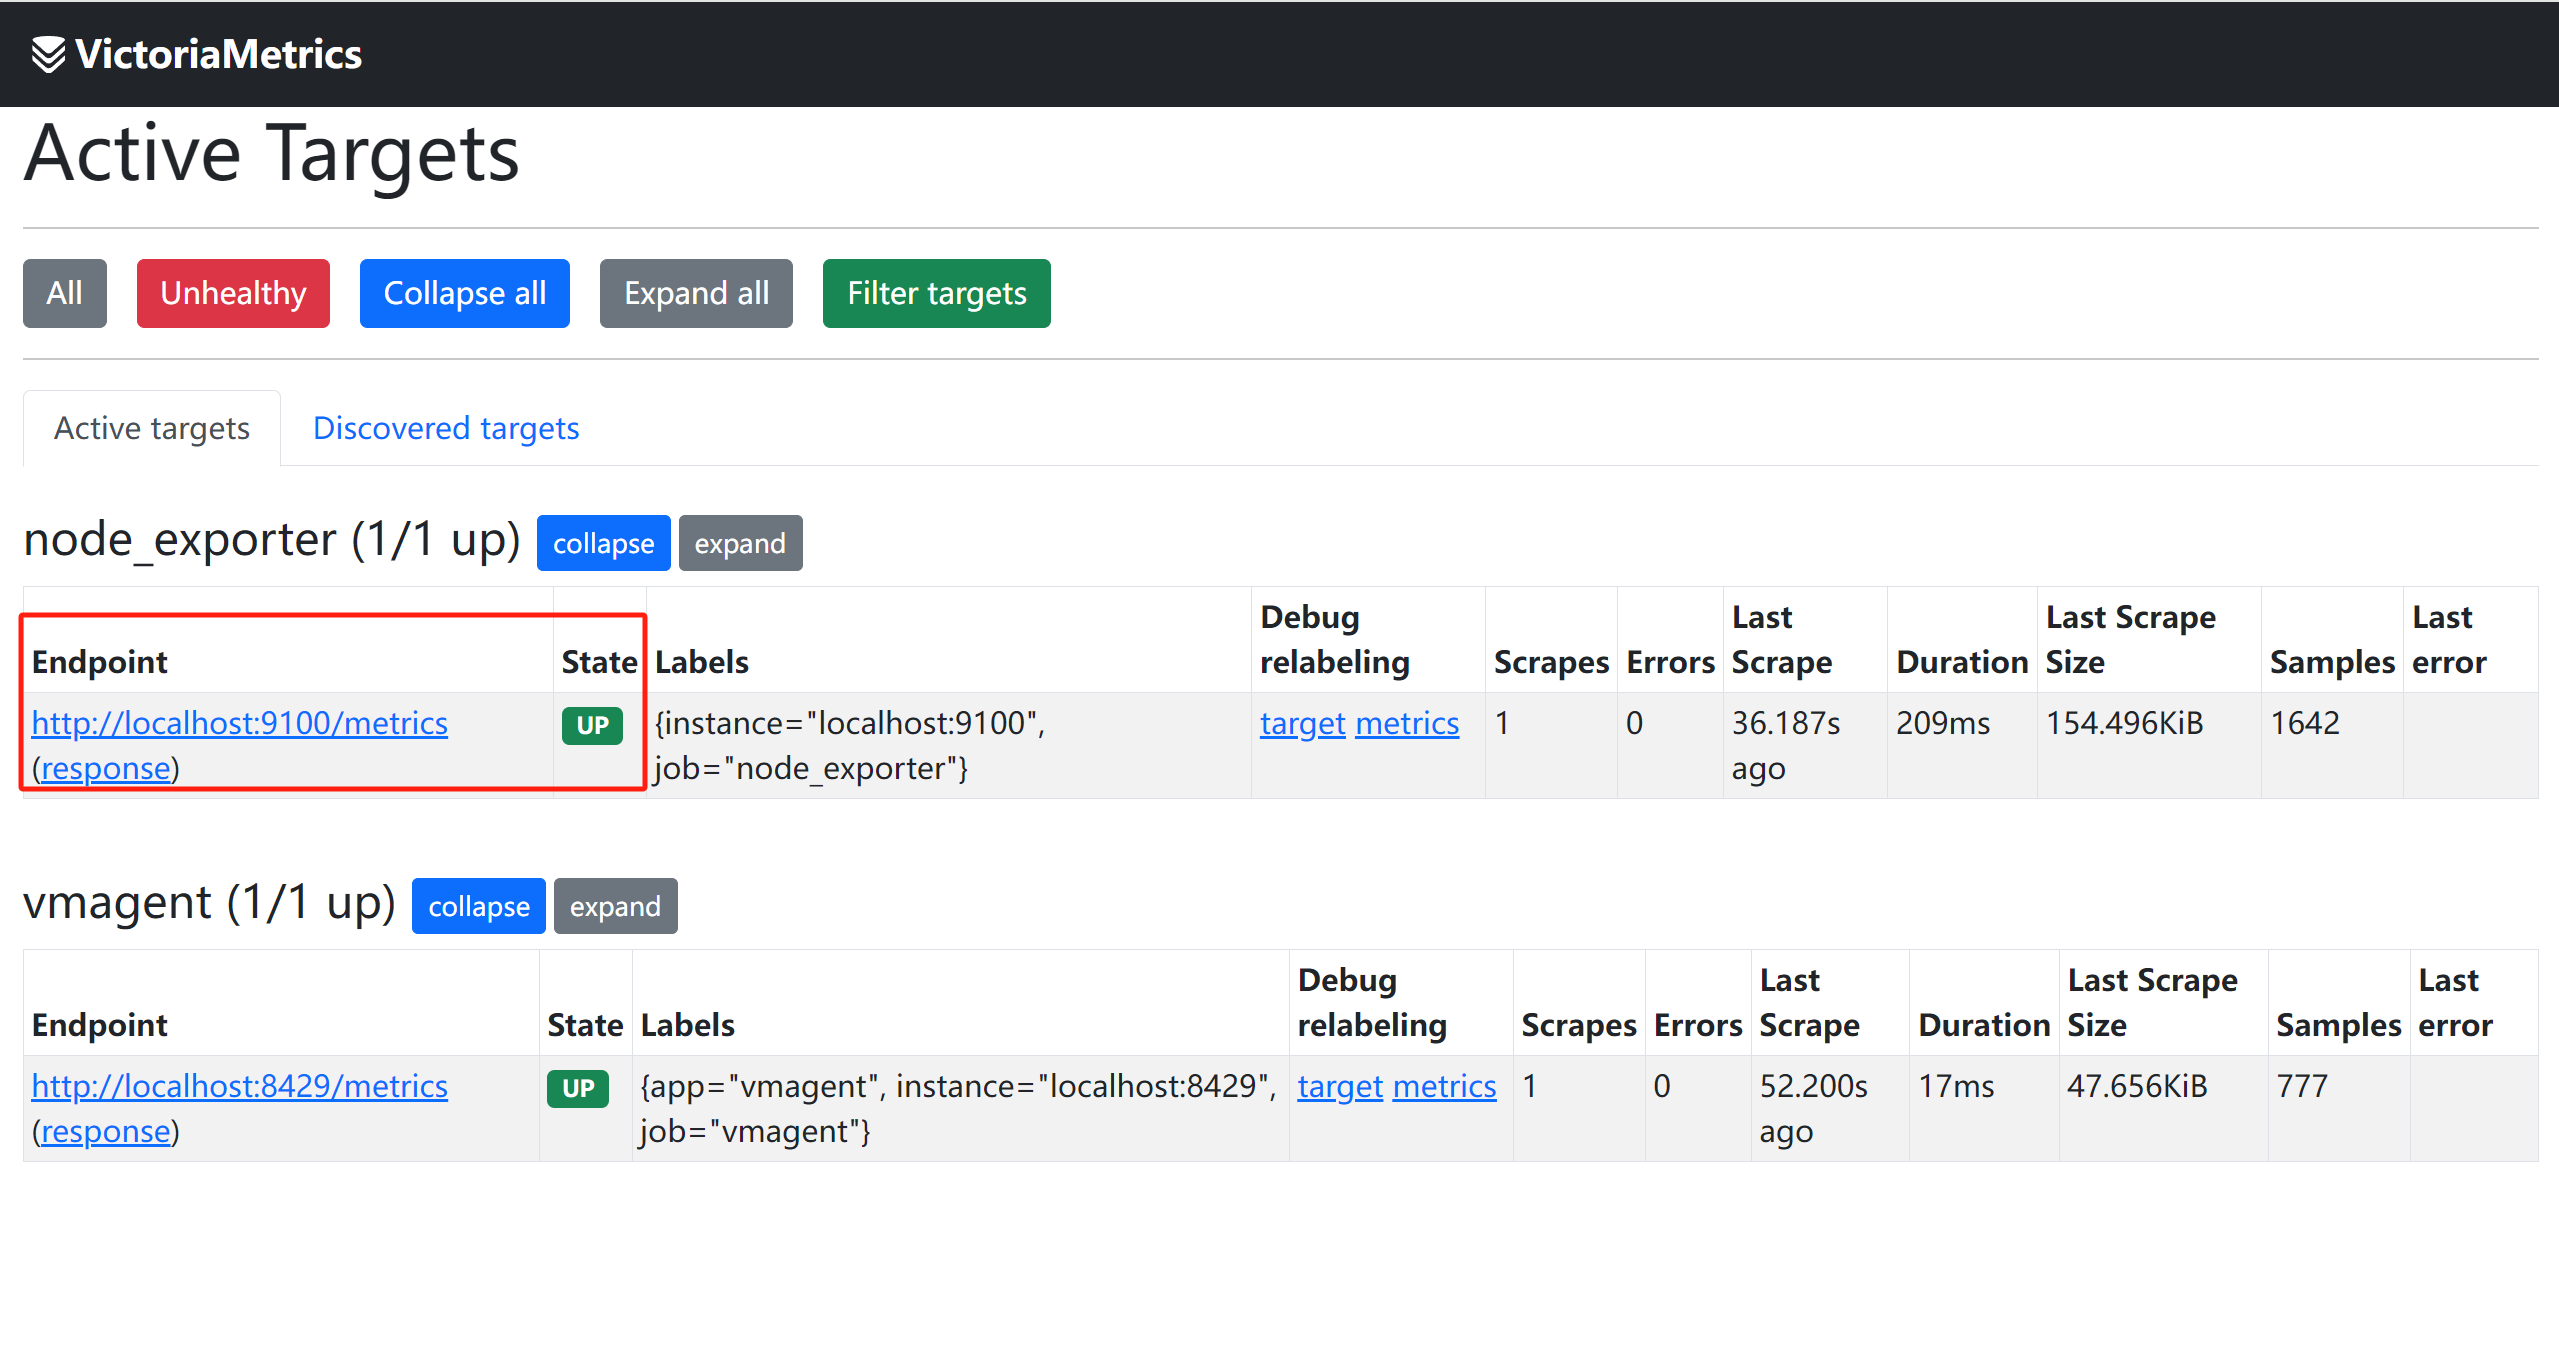 VictoriaMetrics
Active Targets
All Unhealthy Collapse all Expand all Filter targets
Active targets Discovered targets
node_exporter (1/1 up) collapse expand
Endpoint State Labels Debug relabeling Scrapes Errors Last Scrape Duration Last Scrape Size Samples Last error
http://localhost:9100/metrics (response) UP {instance="localhost:9100", job="node_exporter"} target metrics 1 0 36.187s ago 209ms 154.496KiB 1642
vmagent (1/1 up) collapse expand
Endpoint State Labels Debug relabeling Scrapes Errors Last Scrape Duration Last Scrape Size Samples Last error
http://localhost:8429/metrics (response) UP {app="vmagent", instance="localhost:8429", job="vmagent"} target metrics 1 0 52.200s ago 17ms 47.656KiB 777